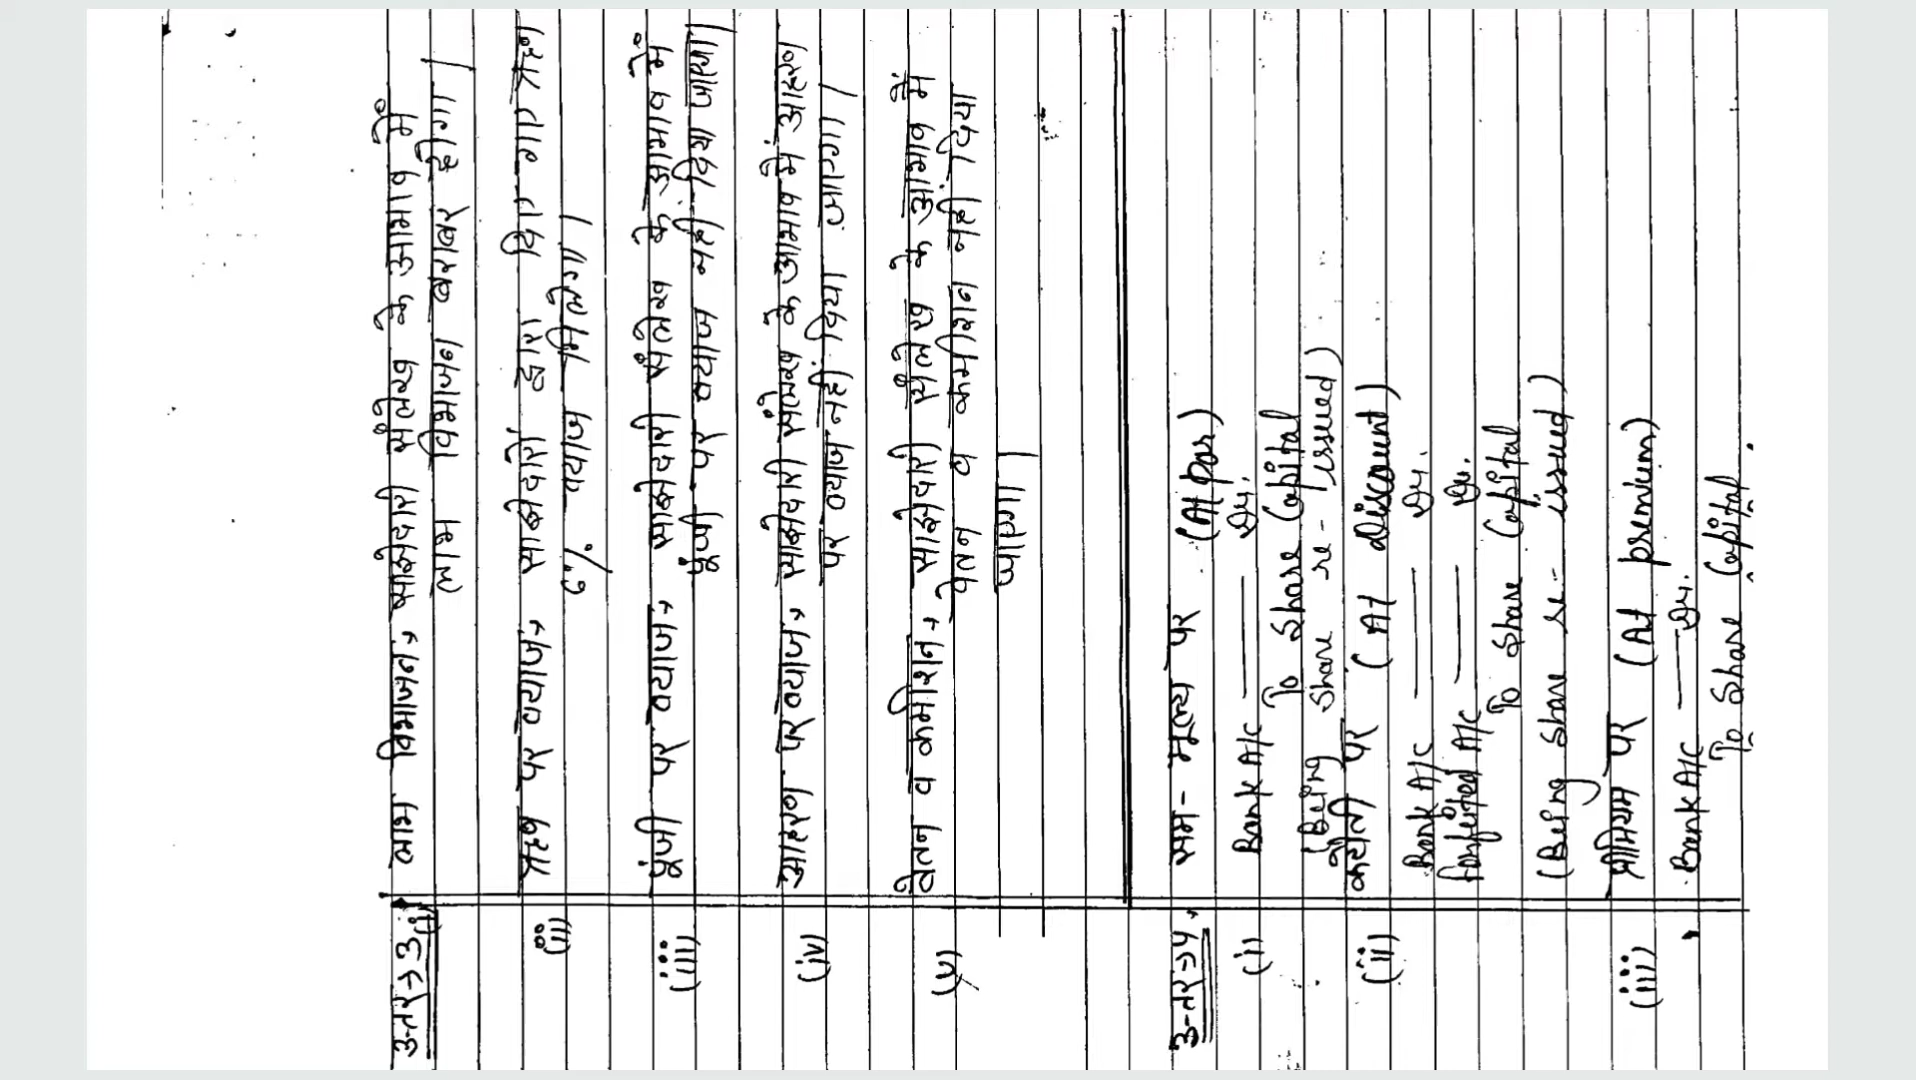 उत्तर→3 (i) लाभ विभाजन→ साझेदारी संलेख के अभाव में
लाभ विभाजन बराबर होगा।
(ii) ऋण पर ब्याज→ साझेदारों द्वारा दिए गए ऋण
6% ब्याज मिलेगा।
(iii) पूंजी पर ब्याज→ साझेदारी संलेख के अभाव में
पूंजी पर ब्याज नहीं दिया जाएगा।
(iv) आहरण पर ब्याज→ साझेदारी संलेख के अभाव में आहरण
पर ब्याज नहीं दिया जाएगा।
(v) वेतन व कमीशन→ साझेदारी संलेख के अभाव में
वेतन व कमीशन नहीं दिया
जाएगा।
उत्तर→4. सम-मूल्य पर (At par)
(i) Bank A/c — Dr.
To Share Capital
(Being Share re-issued)
(ii) कटौती पर (At discount)
Bank A/c — Dr.
forfeited A/c — Dr.
To Share Capital
(Being Share re-issued)
(iii) प्रीमियम पर (At premium)
Bank A/c — Dr.
To Share Capital